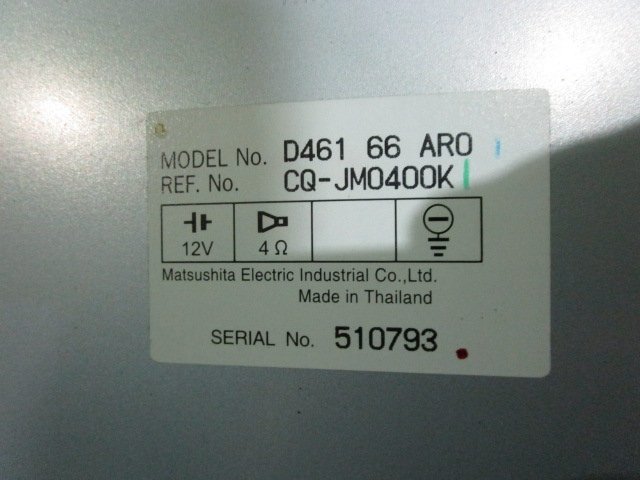 MODEL No. D461 66 AR0
REF. No. CQ-JM0400K
12V 4 Ω
Matsushita Electric Industrial Co.,Ltd.
Made in Thailand
SERIAL No. 510793